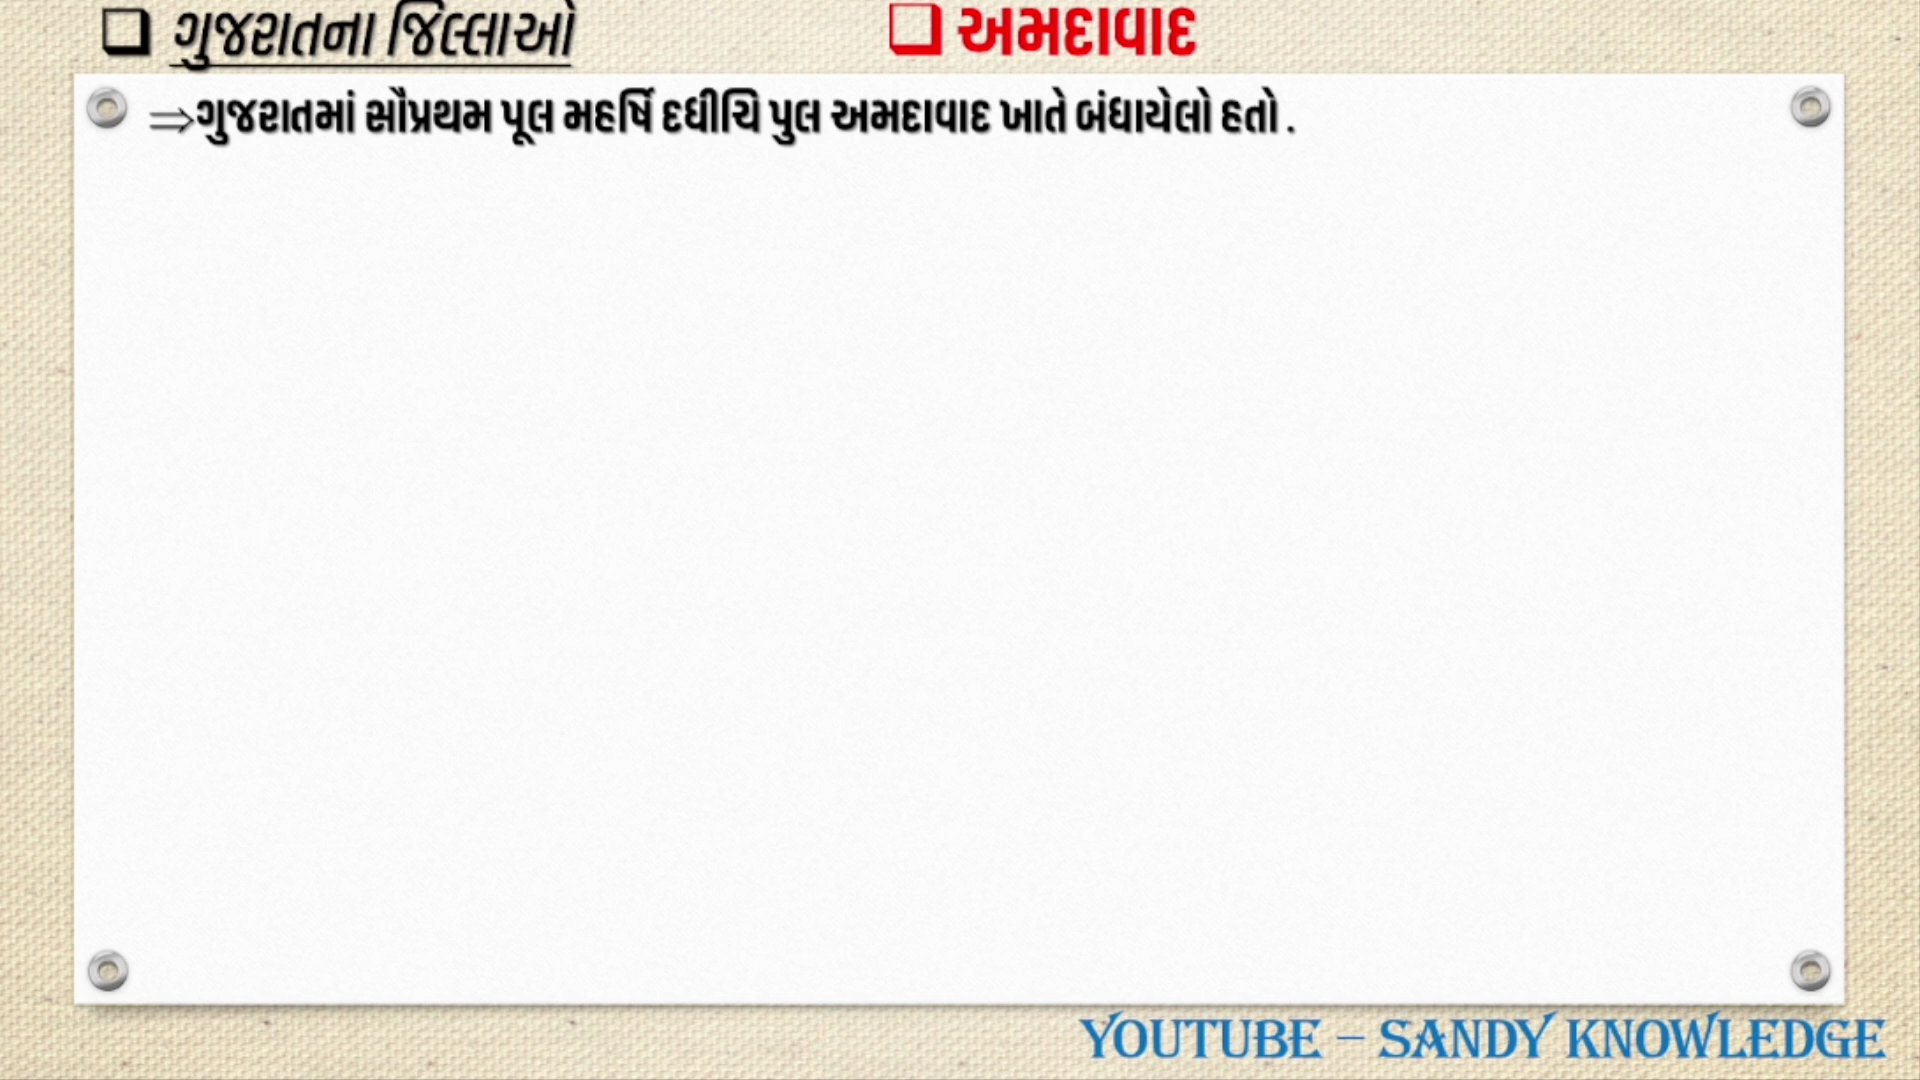 ❑ ગુજરાતના જિલ્લાઓ ❑ અમદાવાદ
⇒ગુજરાતમાં સૌપ્રથમ પૂલ મહર્ષિ દધીચિ પુલ અમદાવાદ ખાતે બંધાયેલો હતો .
YOUTUBE – SANDY KNOWLEDGE